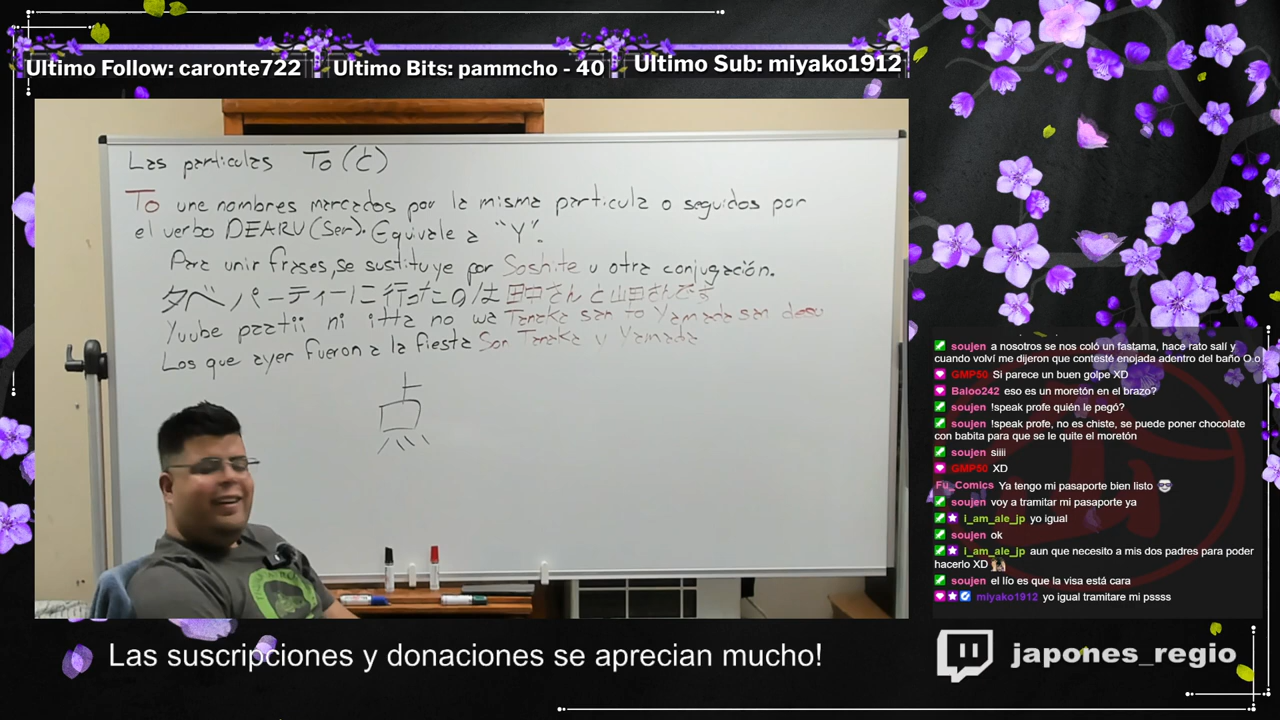 Ultimo Follow: caronte722
Ultimo Bits: pammcho - 40
Ultimo Sub: miyako1912
Las particulas To (と)
To une nombres marcados por la misma particula o seguidos por
el verbo DEARU (Ser). Equivale a "Y".
Para unir frases, se sustituye por Soshite u otra conjugación.
夕べ パーティーに行ったのは田中さんと山田さんです
Yuube paatii ni itta no wa Tanaka san to Yamada san desu
Los que ayer fueron a la fiesta Son Tanaka y Yamada
soujen a nosotros se nos coló un fastama, hace rato salí y
cuando volví me dijeron que contesté enojada adentro del baño O o
GMP50 Si parece un buen golpe XD
Baloo242 eso es un moretón en el brazo?
soujen !speak profe quién le pegó?
soujen !speak profe, no es chiste, se puede poner chocolate
con babita para que se le quite el moretón
soujen siiii
GMP50 XD
Fu_Comics Ya tengo mi pasaporte bien listo
soujen voy a tramitar mi pasaporte ya
i_am_ale_jp yo igual
soujen ok
i_am_ale_jp aun que necesito a mis dos padres para poder
hacerlo XD
soujen el lío es que la visa está cara
miyako1912 yo igual tramitare mi pssss
Las suscripciones y donaciones se aprecian mucho!
japones_regio